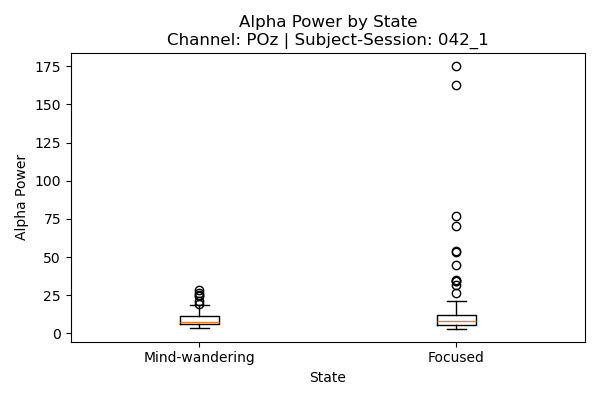 Alpha Power by State
Channel: POz | Subject-Session: 042_1
175
150
125
100
75
50
25
0
Alpha Power
Mind-wandering
Focused
State